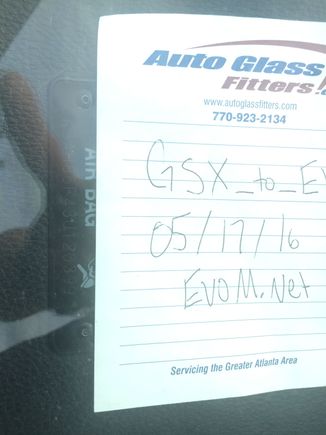 Auto Glass
Fitters
www.autoglassfitters.com
770-923-2134
GSX_to_EV
05/17/16
EvoM.Net
Servicing the Greater Atlanta Area
AIR BAG